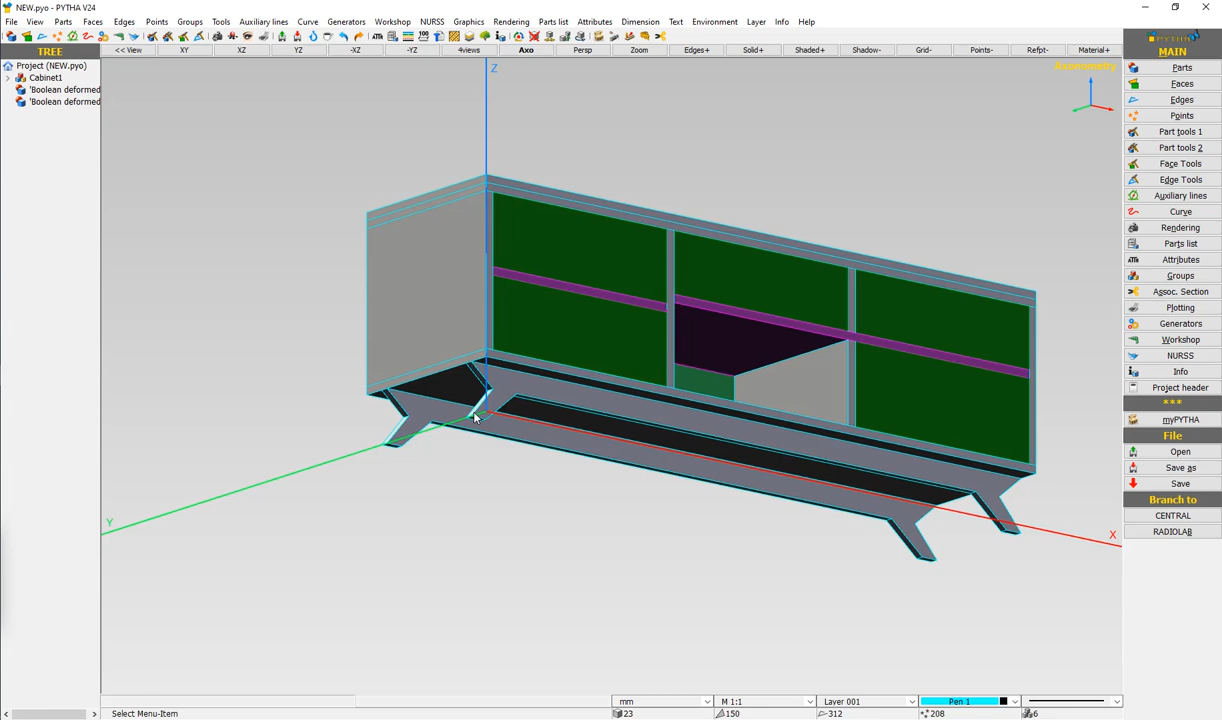 NEW.pyo PYTHA V24
File View Parts Faces Edges Points Groups Tools Auxiliary lines Curve Generators Workshop NURSS Graphics Rendering Parts list Attributes Dimension Text Environment Layer Info Help
TREE
<< View XY XZ YZ -XZ -YZ 4views Axo Persp Zoom Edges+ Solid+ Shaded+ Shadow- Grid- Points- Refpt- Material+
Project (NEW.pyo)
Cabinet1
'Boolean deformed
'Boolean deformed
Axonometry
Z
Y
X
MAIN
Parts
Faces
Edges
Points
Part tools 1
Part tools 2
Face Tools
Edge Tools
Auxiliary lines
Curve
Rendering
Parts list
Attributes
Groups
Assoc. Section
Plotting
Generators
Workshop
NURSS
Info
Project header
***
myPYTHA
File
Open
Save as
Save
Branch to
CENTRAL
RADIOLAB
mm M 1:1 Layer 001 Pen 1
Select Menu-Item 23 150 312 208 6